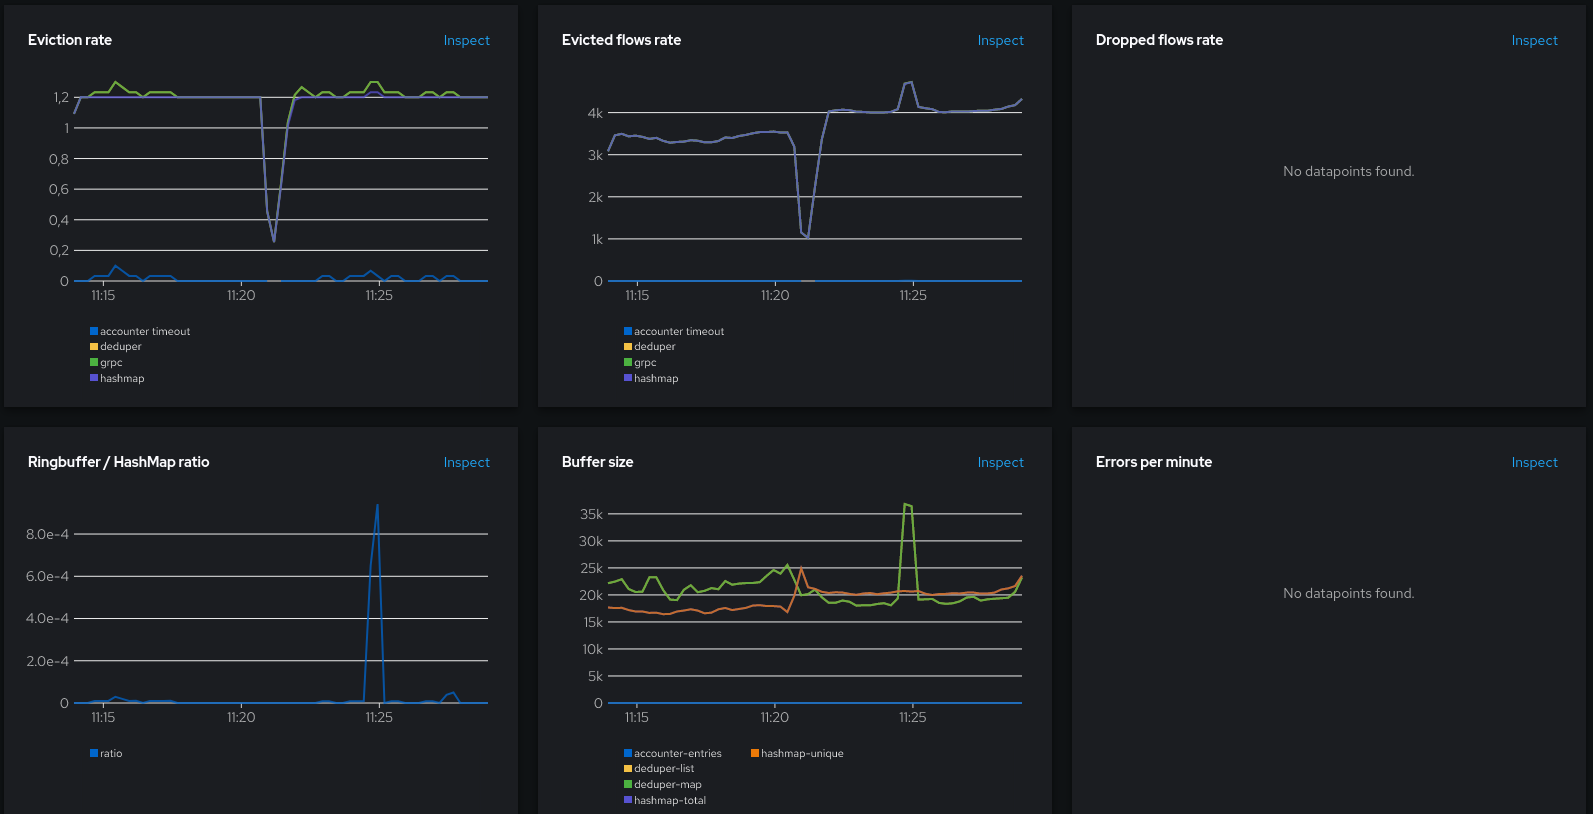 Eviction rate
Inspect
1,2
1
0,8
0,6
0,4
0,2
0
11:15
11:20
11:25
accounter timeout
deduper
grpc
hashmap
Evicted flows rate
Inspect
4k
3k
2k
1k
0
11:15
11:20
11:25
accounter timeout
deduper
grpc
hashmap
Dropped flows rate
Inspect
No datapoints found.
Ringbuffer / HashMap ratio
Inspect
8.0e-4
6.0e-4
4.0e-4
2.0e-4
0
11:15
11:20
11:25
ratio
Buffer size
Inspect
35k
30k
25k
20k
15k
10k
5k
0
11:15
11:20
11:25
accounter-entries
hashmap-unique
deduper-list
deduper-map
hashmap-total
Errors per minute
Inspect
No datapoints found.